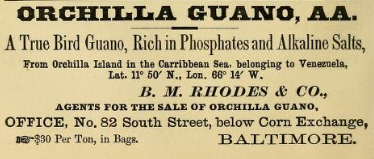 ORCHILLA GUANO, AA.
A True Bird Guano, Rich in Phosphates and Alkaline Salts,
From Orchilla Island in the Carribbean Sea, belonging to Venezuela,
Lat. 11° 50′ N., Lon. 66° 14′ W.
B. M. RHODES & CO.,
AGENTS FOR THE SALE OF ORCHILLA GUANO,
OFFICE, No. 82 South Street, below Corn Exchange,
☞$30 Per Ton, in Bags. BALTIMORE.